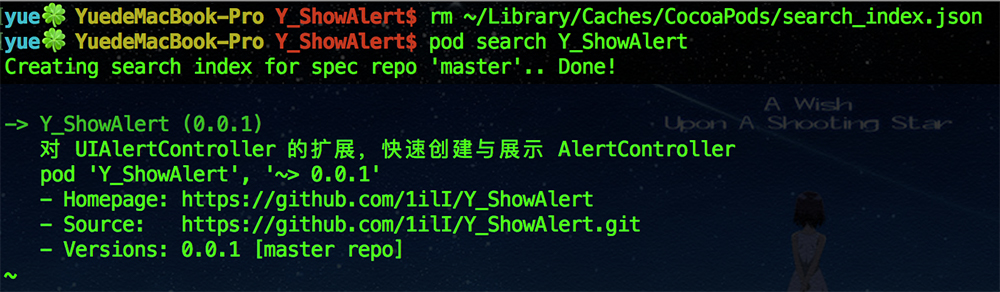 yue🍀 YuedeMacBook-Pro Y_ShowAlert$ rm ~/Library/Caches/CocoaPods/search_index.json
yue🍀 YuedeMacBook-Pro Y_ShowAlert$ pod search Y_ShowAlert
Creating search index for spec repo 'master'.. Done!
A Wish
Upon A Shooting Star
-> Y_ShowAlert (0.0.1)
对 UIAlertController 的扩展，快速创建与展示 AlertController
pod 'Y_ShowAlert', '~> 0.0.1'
- Homepage: https://github.com/1ilI/Y_ShowAlert
- Source:   https://github.com/1ilI/Y_ShowAlert.git
- Versions: 0.0.1 [master repo]
~